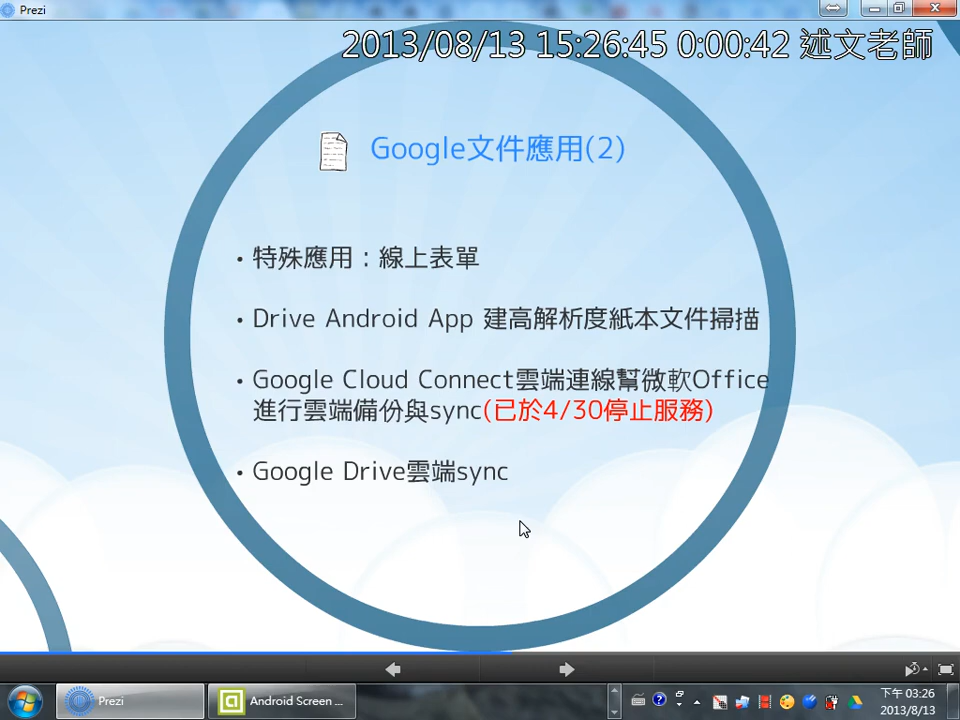 Prezi
2013/08/13 15:26:45 0:00:42 述文老師
Google文件應用(2)
• 特殊應用：線上表單
• Drive Android App 建高解析度紙本文件掃描
• Google Cloud Connect雲端連線幫微軟Office
進行雲端備份與sync(已於4/30停止服務)
• Google Drive雲端sync
Prezi
Android Screen ...
下午 03:26
2013/8/13